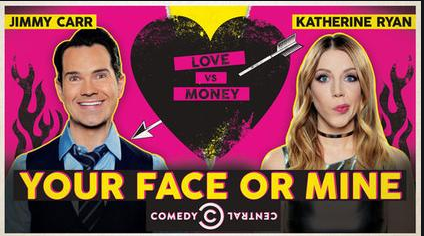 JIMMY CARR
KATHERINE RYAN
LOVE
VS
MONEY
YOUR FACE OR MINE
COMEDY CENTRAL